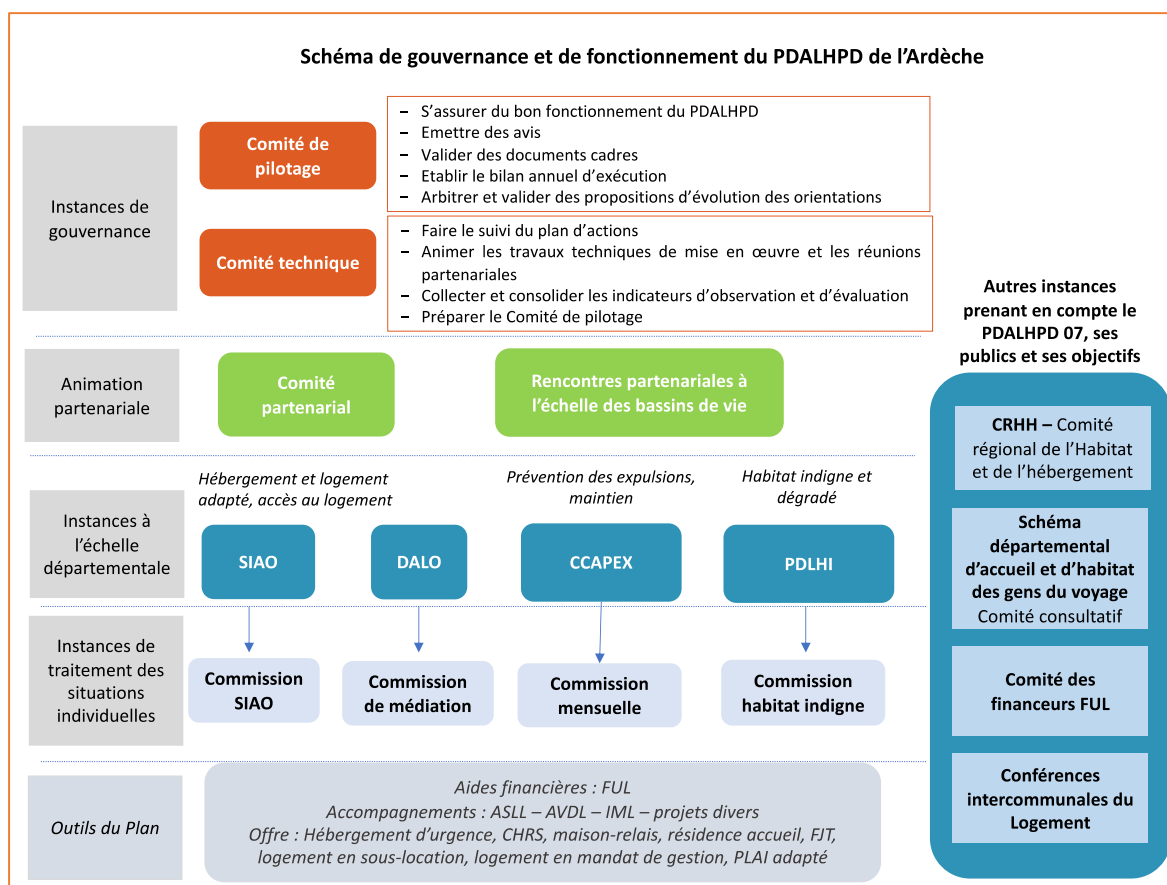 Schéma de gouvernance et de fonctionnement du PDALHPD de l'Ardèche
Instances de
gouvernance
Comité de
pilotage
– S'assurer du bon fonctionnement du PDALHPD
– Emettre des avis
– Valider des documents cadres
– Etablir le bilan annuel d'exécution
– Arbitrer et valider des propositions d'évolution des orientations
Comité technique
– Faire le suivi du plan d'actions
– Animer les travaux techniques de mise en œuvre et les réunions
partenariales
– Collecter et consolider les indicateurs d'observation et d'évaluation
– Préparer le Comité de pilotage
Animation
partenariale
Comité
partenarial
Rencontres partenariales à
l'échelle des bassins de vie
Instances à
l'échelle
départementale
Hébergement et logement
adapté, accès au logement
Prévention des expulsions,
maintien
Habitat indigne et
dégradé
SIAO
DALO
CCAPEX
PDLHI
Instances de
traitement des
situations
individuelles
Commission
SIAO
Commission
de médiation
Commission
mensuelle
Commission
habitat indigne
Outils du Plan
Aides financières : FUL
Accompagnements : ASLL – AVDL – IML – projets divers
Offre : Hébergement d'urgence, CHRS, maison-relais, résidence accueil, FJT,
logement en sous-location, logement en mandat de gestion, PLAI adapté
Autres instances
prenant en compte le
PDALHPD 07, ses
publics et ses objectifs
CRHH – Comité
régional de l'Habitat
et de l'hébergement
Schéma
départemental
d'accueil et d'habitat
des gens du voyage
Comité consultatif
Comité des
financeurs FUL
Conférences
intercommunales du
Logement